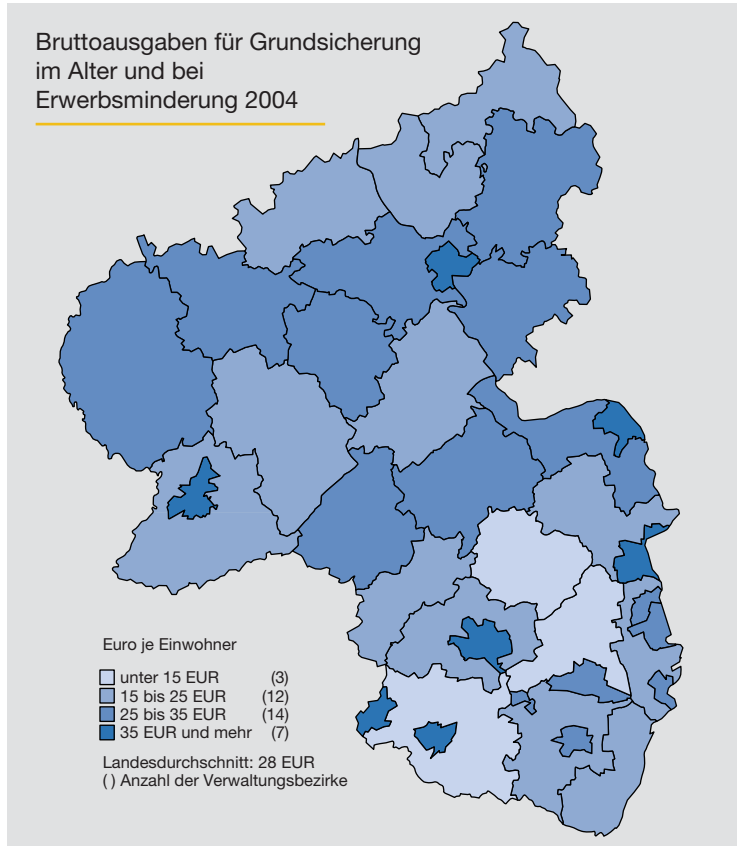 Bruttoausgaben für Grundsicherung
im Alter und bei
Erwerbsminderung 2004
Euro je Einwohner
unter 15 EUR (3)
15 bis 25 EUR (12)
25 bis 35 EUR (14)
35 EUR und mehr (7)
Landesdurchschnitt: 28 EUR
( ) Anzahl der Verwaltungsbezirke